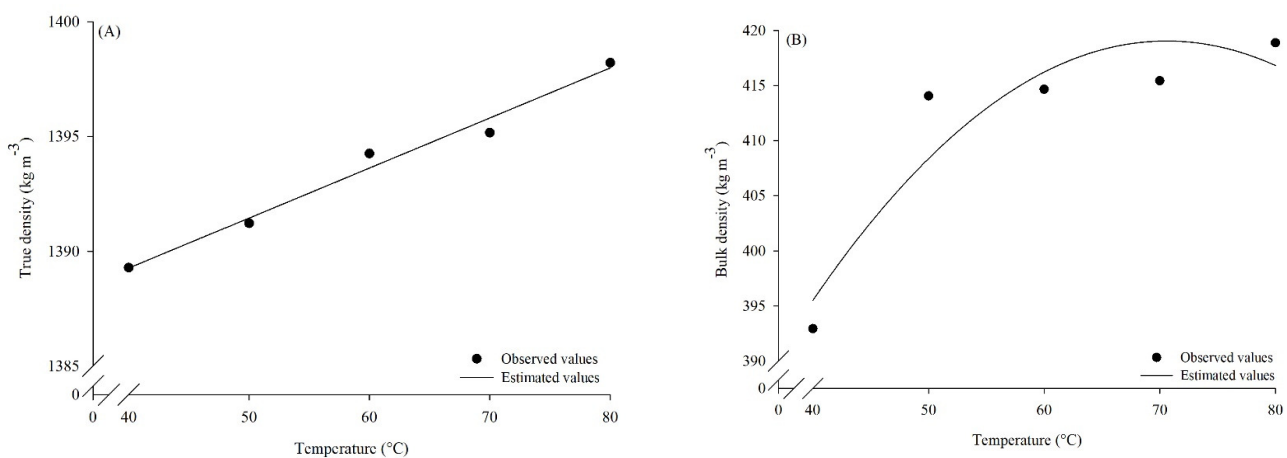 (A)
True density (kg m-3)
1400
1395
1390
1385
0
0 40 50 60 70 80
Temperature (°C)
Observed values
Estimated values
(B)
Bulk density (kg m-3)
420
415
410
405
400
395
390
0
0 40 50 60 70 80
Temperature (°C)
Observed values
Estimated values